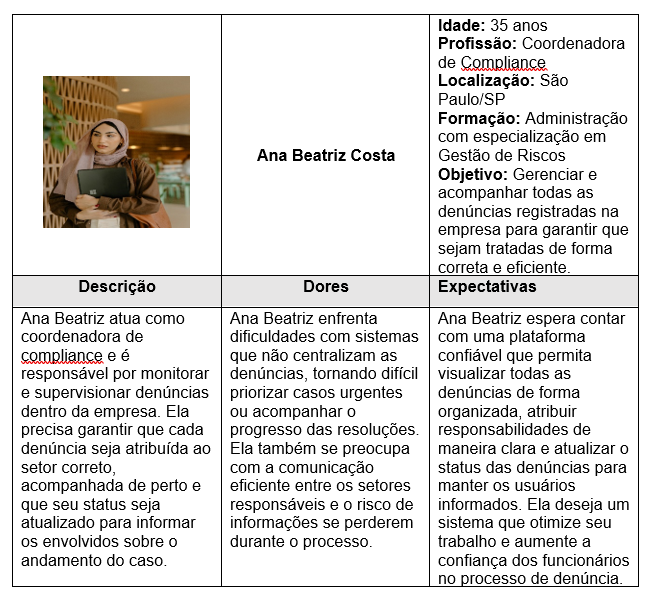 Ana Beatriz Costa
Idade: 35 anos
Profissão: Coordenadora
de Compliance
Localização: São
Paulo/SP
Formação: Administração
com especialização em
Gestão de Riscos
Objetivo: Gerenciar e
acompanhar todas as
denúncias registradas na
empresa para garantir que
sejam tratadas de forma
correta e eficiente.
Descrição
Dores
Expectativas
Ana Beatriz atua como
coordenadora de
compliance e é
responsável por monitorar
e supervisionar denúncias
dentro da empresa. Ela
precisa garantir que cada
denúncia seja atribuída ao
setor correto,
acompanhada de perto e
que seu status seja
atualizado para informar
os envolvidos sobre o
andamento do caso.
Ana Beatriz enfrenta
dificuldades com sistemas
que não centralizam as
denúncias, tornando difícil
priorizar casos urgentes
ou acompanhar o
progresso das resoluções.
Ela também se preocupa
com a comunicação
eficiente entre os setores
responsáveis e o risco de
informações se perderem
durante o processo.
Ana Beatriz espera contar
com uma plataforma
confiável que permita
visualizar todas as
denúncias de forma
organizada, atribuir
responsabilidades de
maneira clara e atualizar o
status das denúncias para
manter os usuários
informados. Ela deseja um
sistema que otimize seu
trabalho e aumente a
confiança dos funcionários
no processo de denúncia.